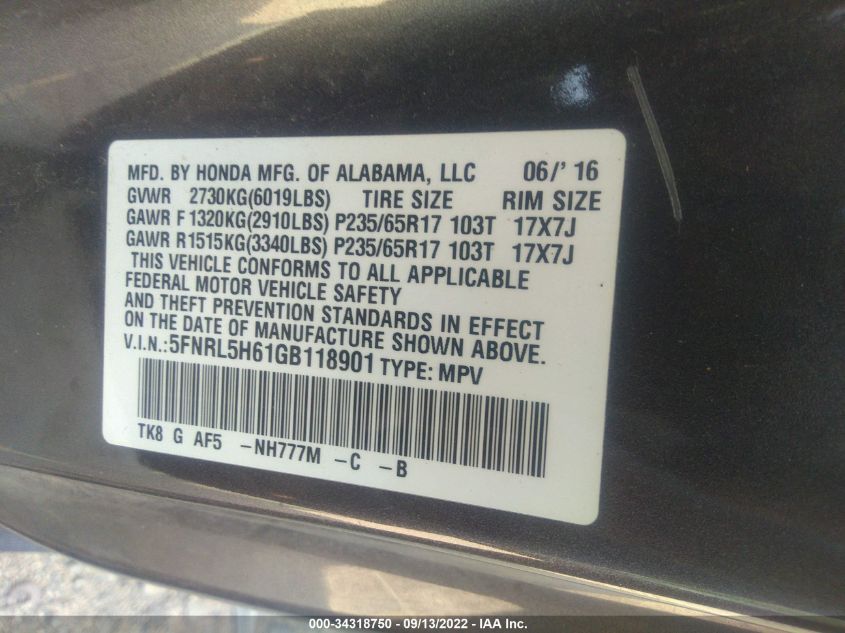 MFD. BY HONDA MFG. OF ALABAMA, LLC 06/' 16
GVWR 2730KG(6019LBS) TIRE SIZE RIM SIZE
GAWR F 1320KG(2910LBS) P235/65R17 103T 17X7J
GAWR R1515KG(3340LBS) P235/65R17 103T 17X7J
THIS VEHICLE CONFORMS TO ALL APPLICABLE
FEDERAL MOTOR VEHICLE SAFETY
AND THEFT PREVENTION STANDARDS IN EFFECT
ON THE DATE OF MANUFACTURE SHOWN ABOVE.
V.I.N.:5FNRL5H61GB118901 TYPE: MPV
TK8 G AF5 -NH777M -C -B
000-34318750 - 09/13/2022 - IAA Inc.